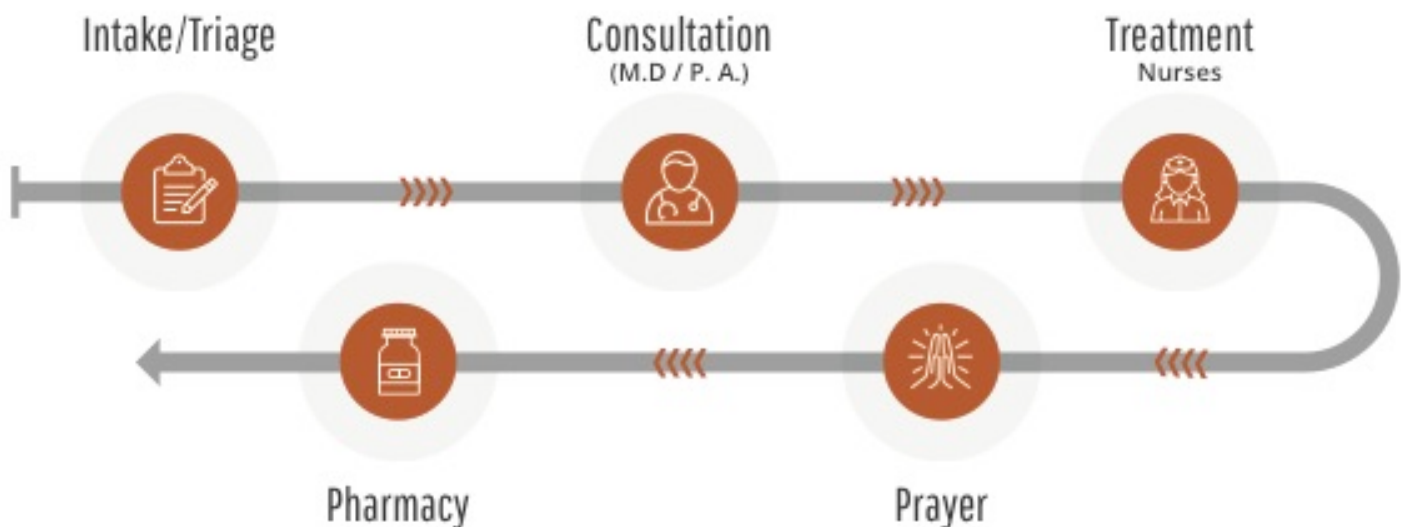 Intake/Triage
Consultation
(M.D / P. A.)
Treatment
Nurses
Pharmacy
Prayer